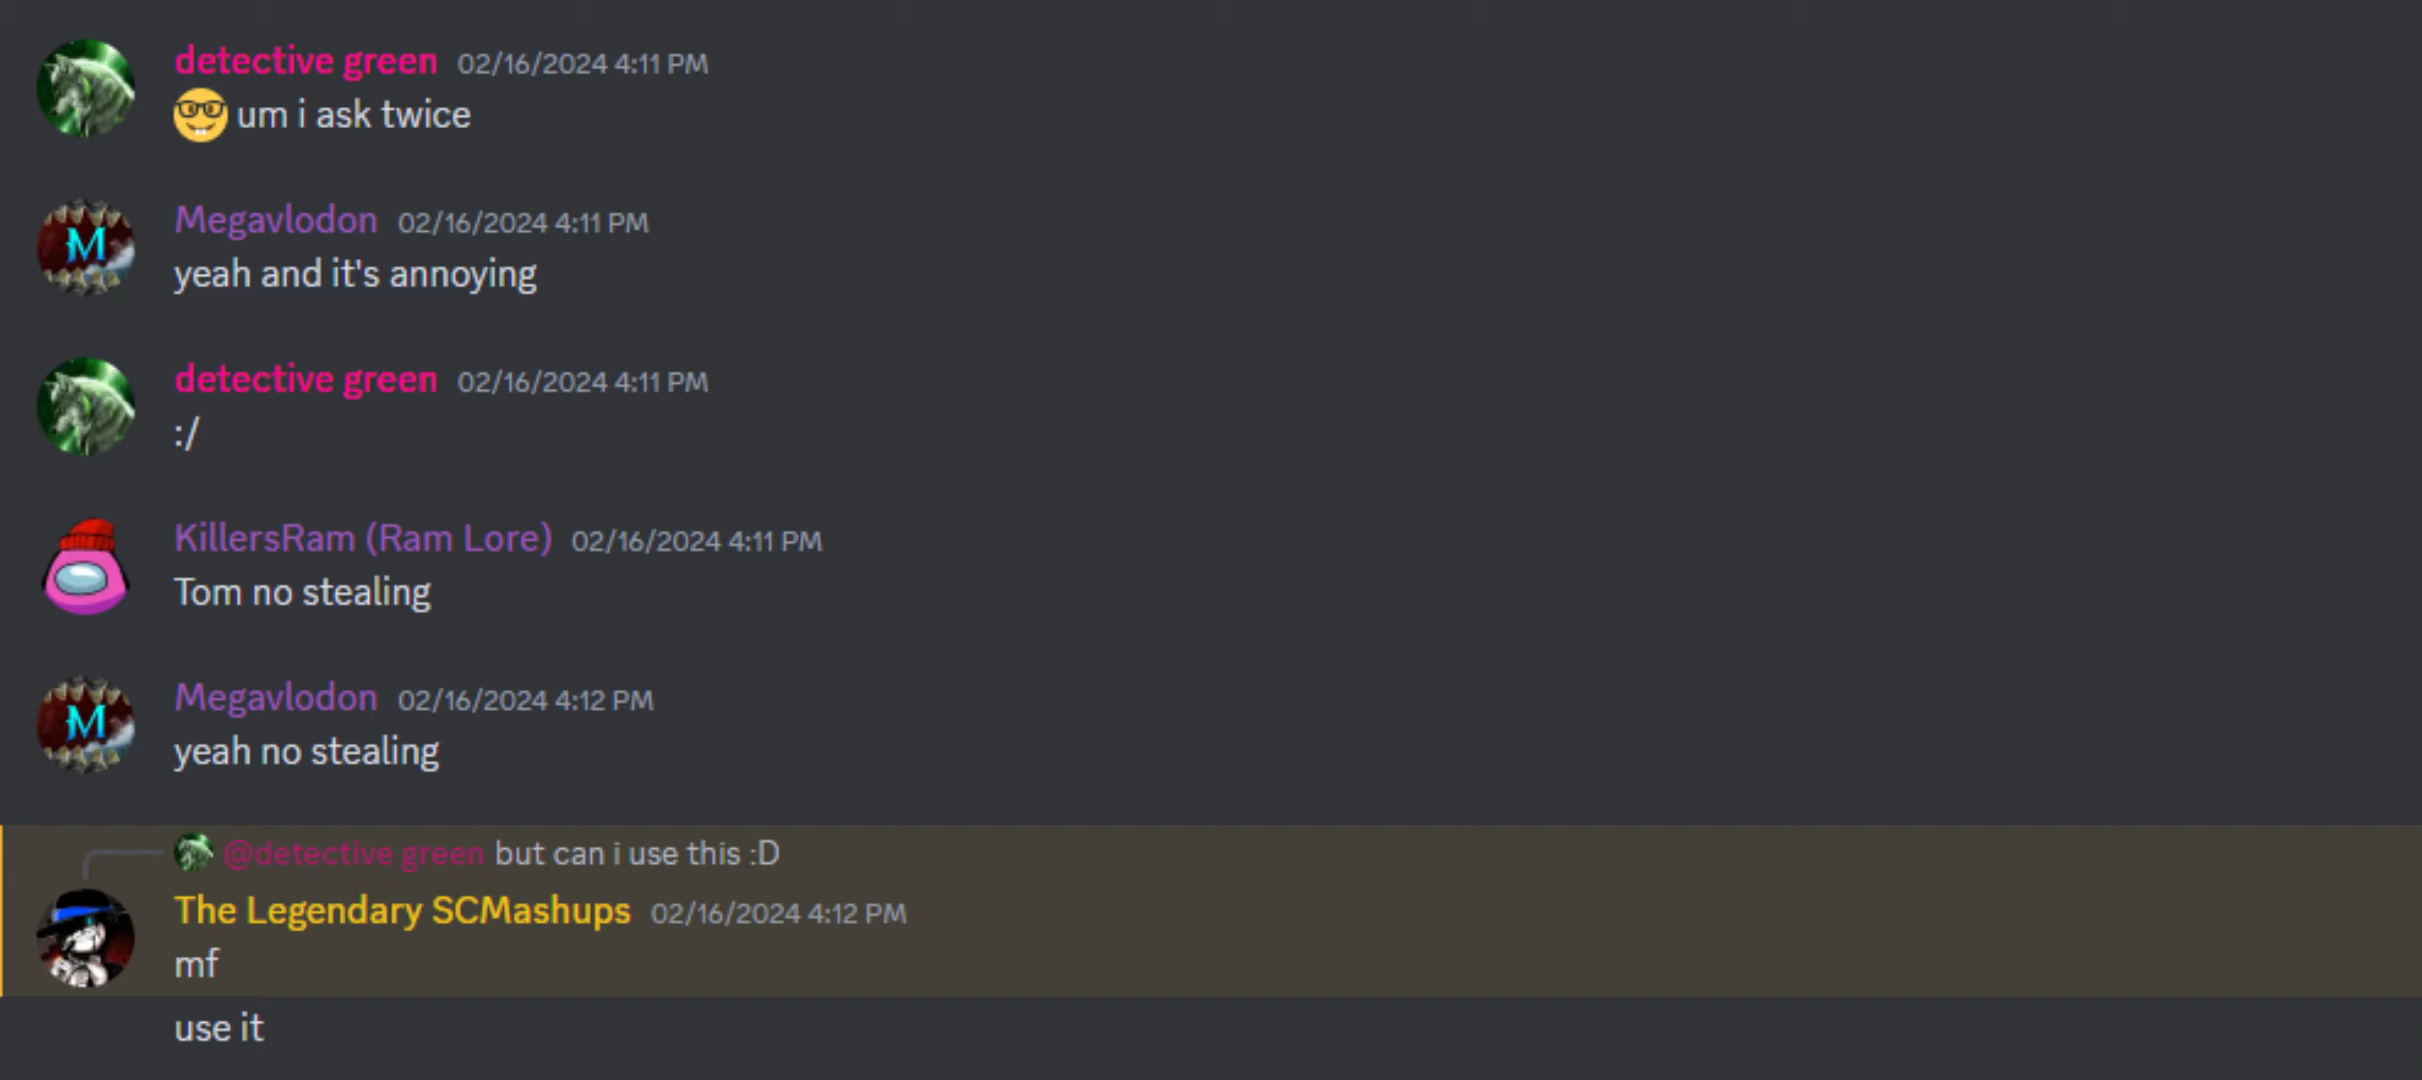 detective green 02/16/2024 4:11 PM
🤓 um i ask twice
Megavlodon 02/16/2024 4:11 PM
yeah and it's annoying
detective green 02/16/2024 4:11 PM
:/
KillersRam (Ram Lore) 02/16/2024 4:11 PM
Tom no stealing
Megavlodon 02/16/2024 4:12 PM
yeah no stealing
@detective green but can i use this :D
The Legendary SCMashups 02/16/2024 4:12 PM
mf
use it